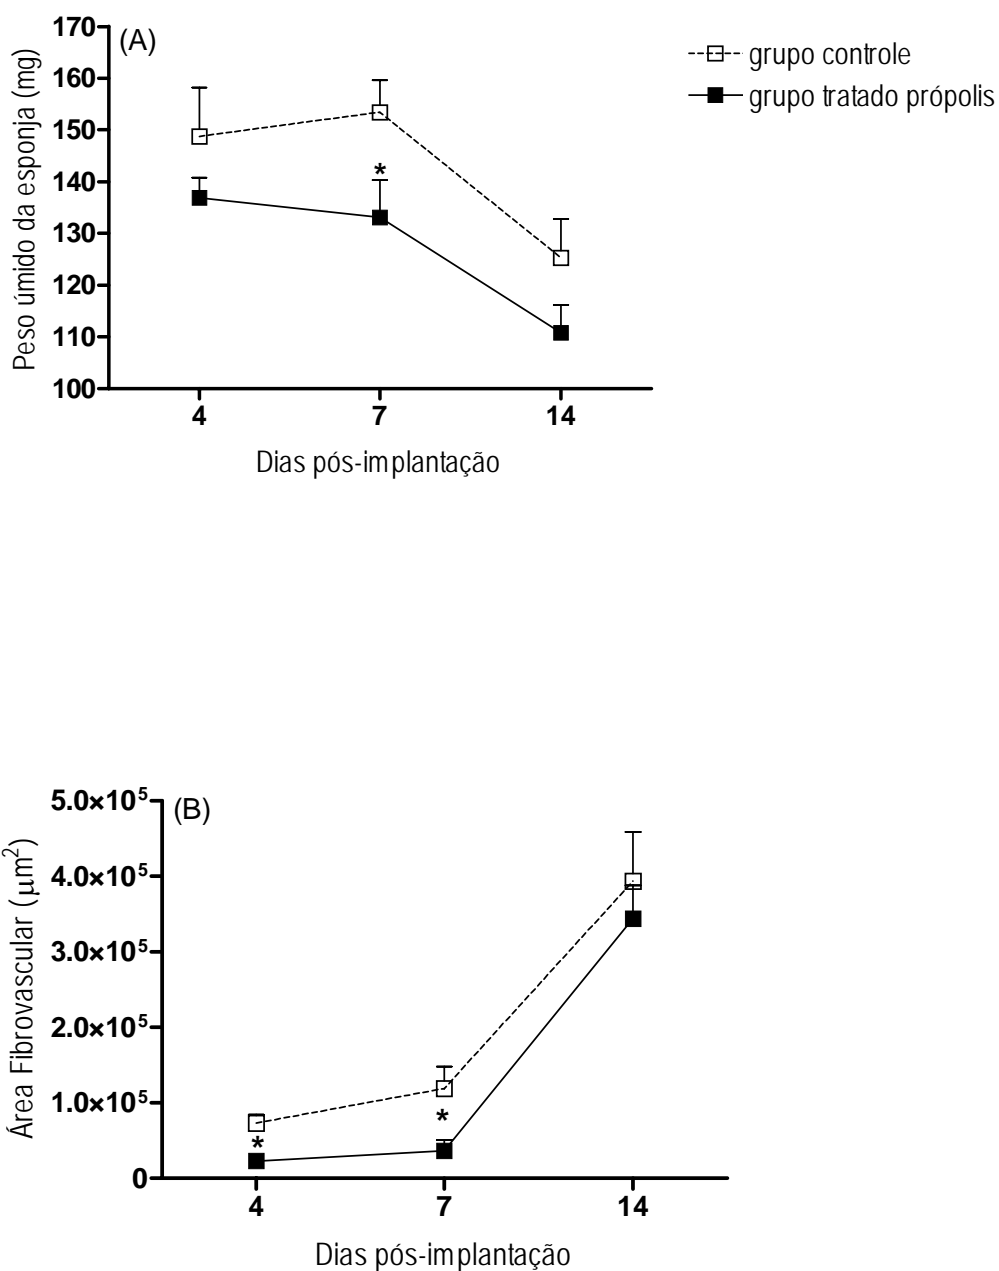 (A)
grupo controle
grupo tratado própolis
Peso úmido da esponja (mg)
170
160
150
140
130
120
110
100
*
4 7 14
Dias pós-implantação
(B)
Área Fibrovascular (μm²)
5.0×10⁵
4.0×10⁵
3.0×10⁵
2.0×10⁵
1.0×10⁵
0
* *
4 7 14
Dias pós-implantação